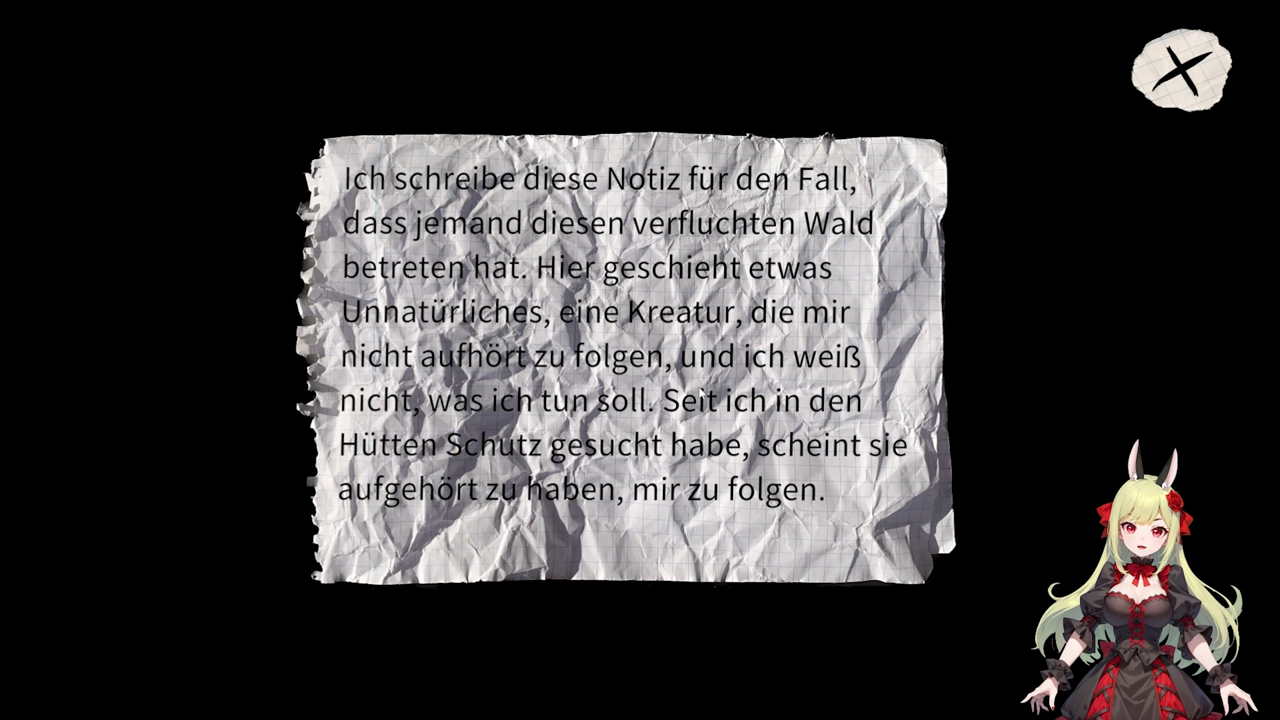 Ich schreibe diese Notiz für den Fall,
dass jemand diesen verfluchten Wald
betreten hat. Hier geschieht etwas
Unnatürliches, eine Kreatur, die mir
nicht aufhört zu folgen, und ich weiß
nicht, was ich tun soll. Seit ich in den
Hütten Schutz gesucht habe, scheint sie
aufgehört zu haben, mir zu folgen.